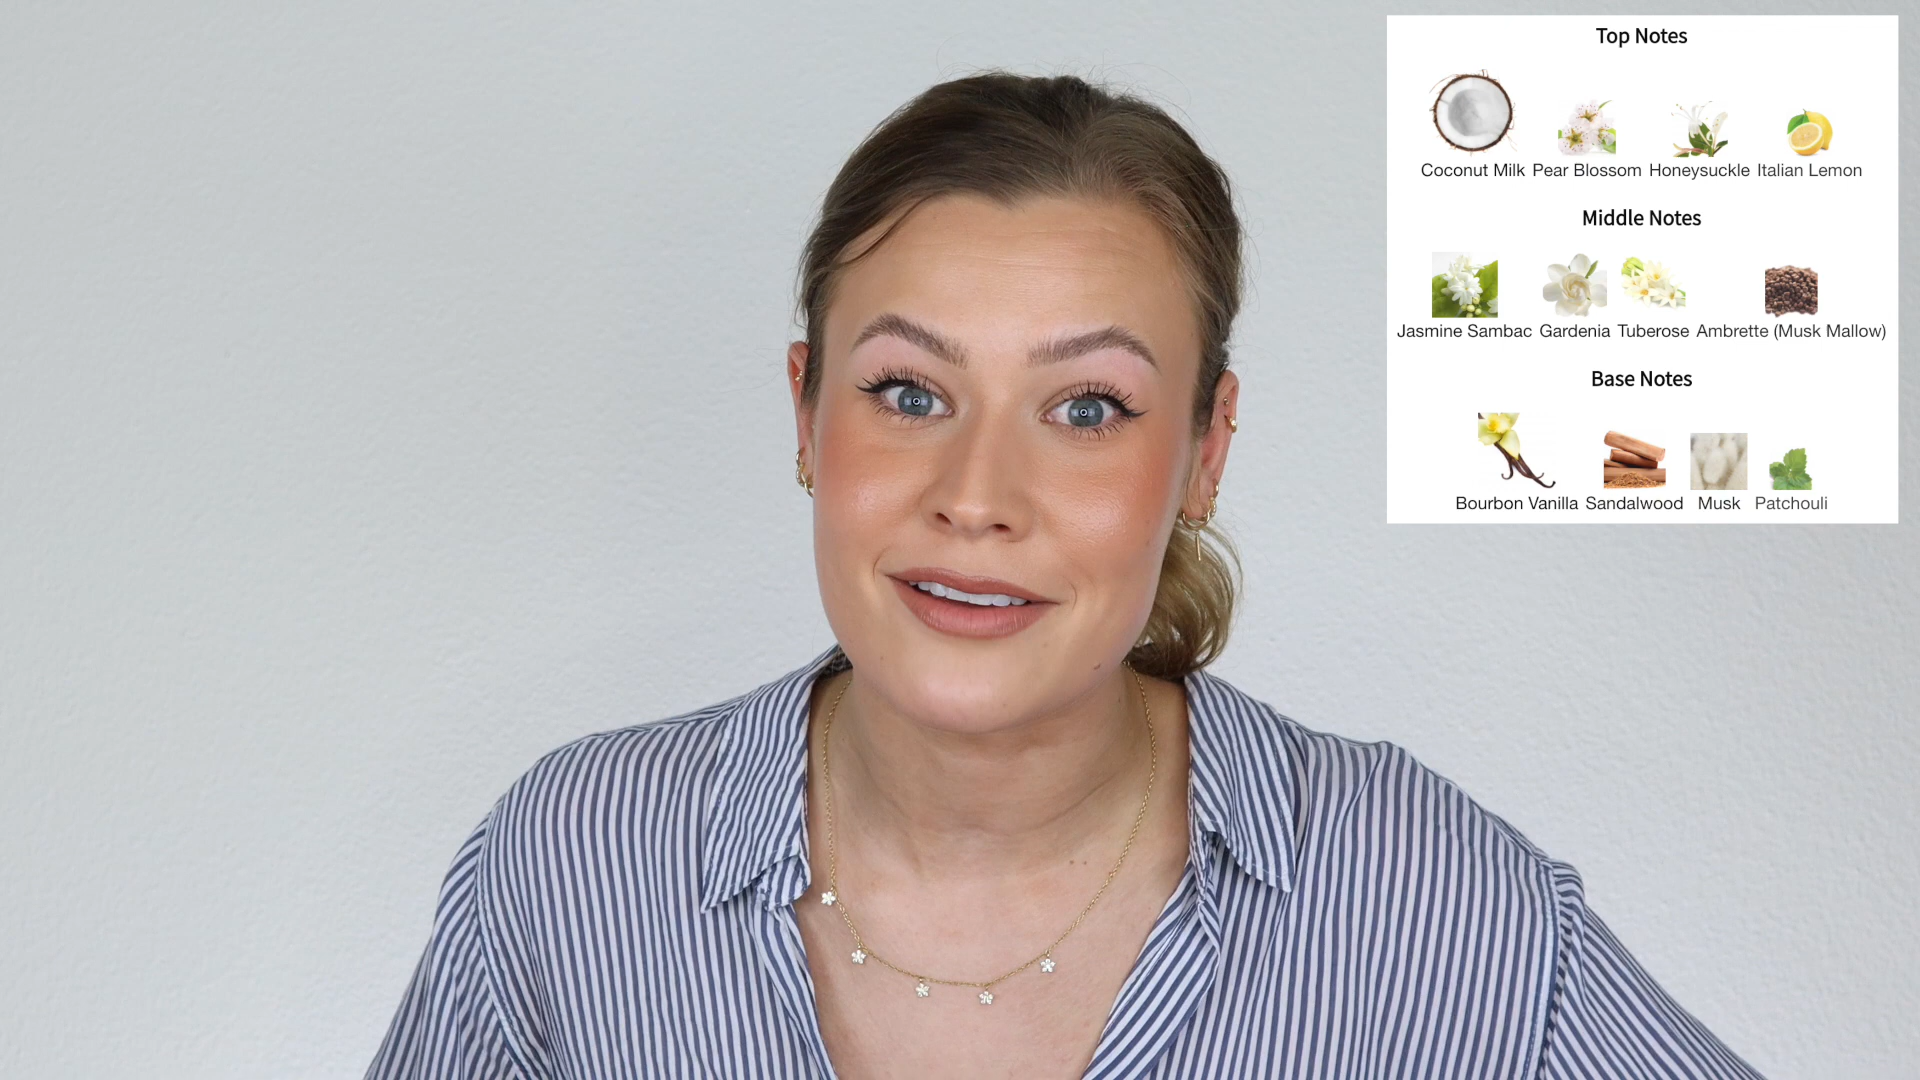 Top Notes
Coconut Milk Pear Blossom Honeysuckle Italian Lemon
Middle Notes
Jasmine Sambac Gardenia Tuberose Ambrette (Musk Mallow)
Base Notes
Bourbon Vanilla Sandalwood Musk Patchouli